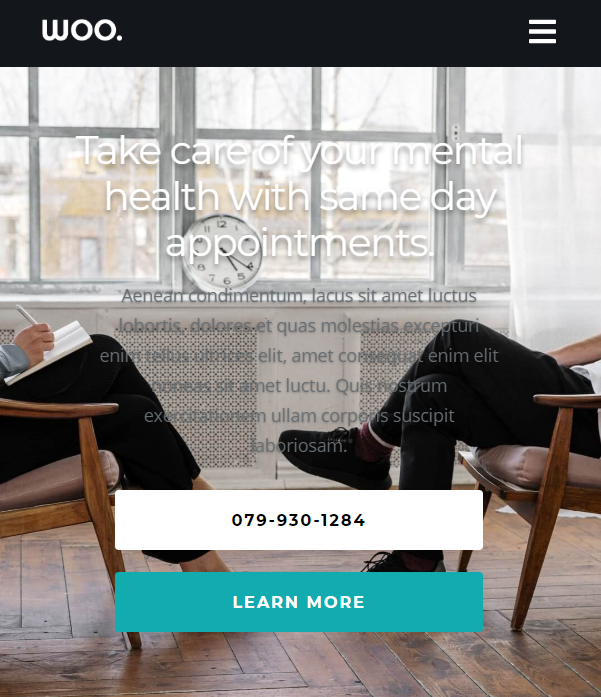 WOO.
Take care of your mental
health with same day
appointments.
Aenean condimentum, lacus sit amet luctus
lobortis, dolores et quas molestias excepturi
enim tellus ultrices elit, amet consequat enim elit
noneas sit amet luctu. Quis nostrum
exercitationem ullam corporis suscipit
laboriosam.
079-930-1284
LEARN MORE